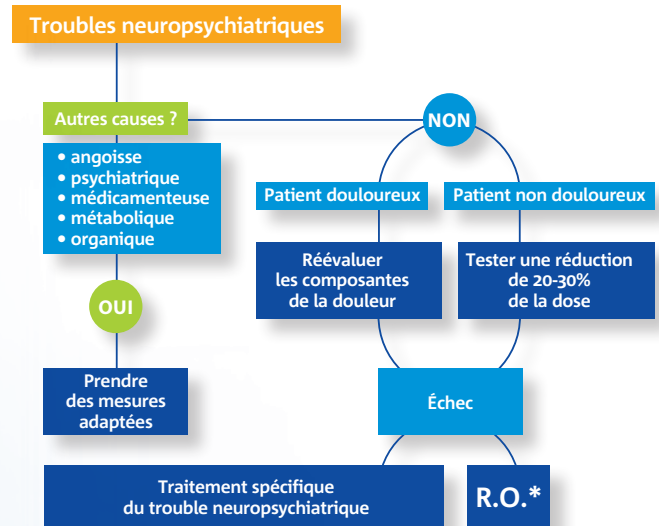 Troubles neuropsychiatriques
Autres causes ?
• angoisse
• psychiatrique
• médicamenteuse
• métabolique
• organique
OUI
Prendre
des mesures
adaptées
NON
Patient douloureux
Réévaluer
les composantes
de la douleur
Patient non douloureux
Tester une réduction
de 20-30%
de la dose
Échec
Traitement spécifique
du trouble neuropsychiatrique
R.O.*